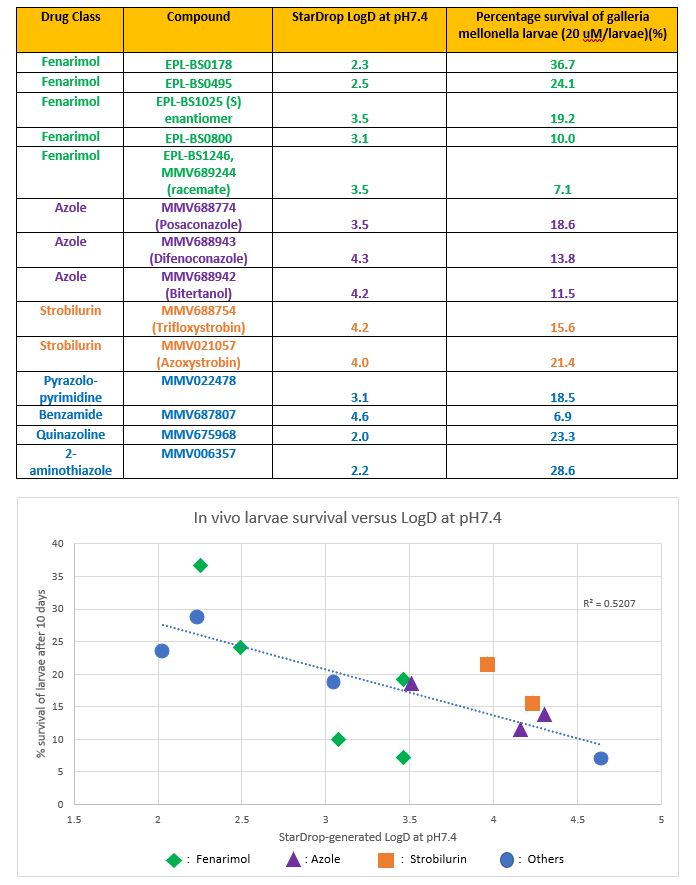 Drug Class Compound StarDrop LogD at pH7.4 Percentage survival of galleria
mellonella larvae (20 uM/larvae)(%)
Fenarimol EPL-BS0178 2.3 36.7
Fenarimol EPL-BS0495 2.5 24.1
Fenarimol EPL-BS1025 (S)
enantiomer 3.5 19.2
Fenarimol EPL-BS0800 3.1 10.0
Fenarimol EPL-BS1246,
MMV689244
(racemate) 3.5 7.1
Azole MMV688774
(Posaconazole) 3.5 18.6
Azole MMV688943
(Difenoconazole) 4.3 13.8
Azole MMV688942
(Bitertanol) 4.2 11.5
Strobilurin MMV688754
(Trifloxystrobin) 4.2 15.6
Strobilurin MMV021057
(Azoxystrobin) 4.0 21.4
Pyrazolo- MMV022478
pyrimidine 3.1 18.5
Benzamide MMV687807 4.6 6.9
Quinazoline MMV675968 2.0 23.3
2- MMV006357
aminothiazole 2.2 28.6
In vivo larvae survival versus LogD at pH7.4
% survival of larvae after 10 days
40
35
30
25
20
15
10
5
0
R² = 0.5207
1.5 2 2.5 3 3.5 4 4.5 5
StarDrop-generated LogD at pH7.4
: Fenarimol : Azole : Strobilurin : Others